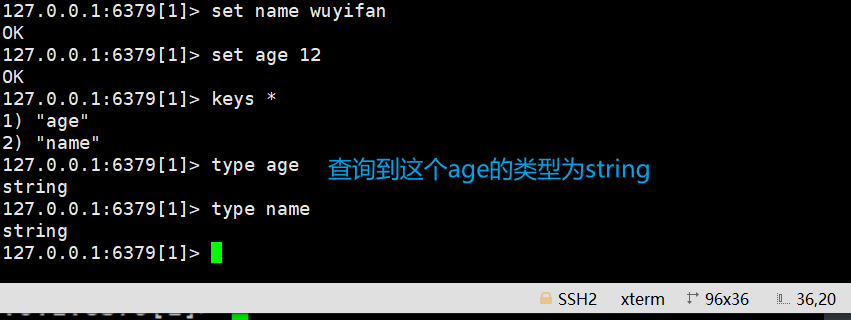 127.0.0.1:6379[1]> set name wuyifan
OK
127.0.0.1:6379[1]> set age 12
OK
127.0.0.1:6379[1]> keys *
1) "age"
2) "name"
127.0.0.1:6379[1]> type age 查询到这个age的类型为string
string
127.0.0.1:6379[1]> type name
string
127.0.0.1:6379[1]>
SSH2 xterm 96x36 36,20